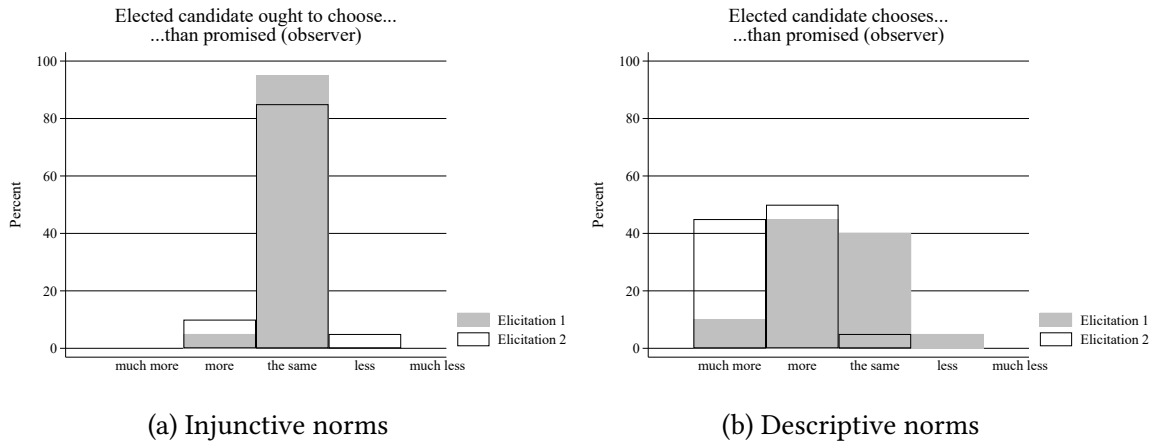 Elected candidate ought to choose...
...than promised (observer)
100
80
60
40
20
0
Percent
much more
more
the same
less
much less
Elicitation 1
Elicitation 2
(a) Injunctive norms
Elected candidate chooses...
...than promised (observer)
100
80
60
40
20
0
Percent
much more
more
the same
less
much less
Elicitation 1
Elicitation 2
(b) Descriptive norms